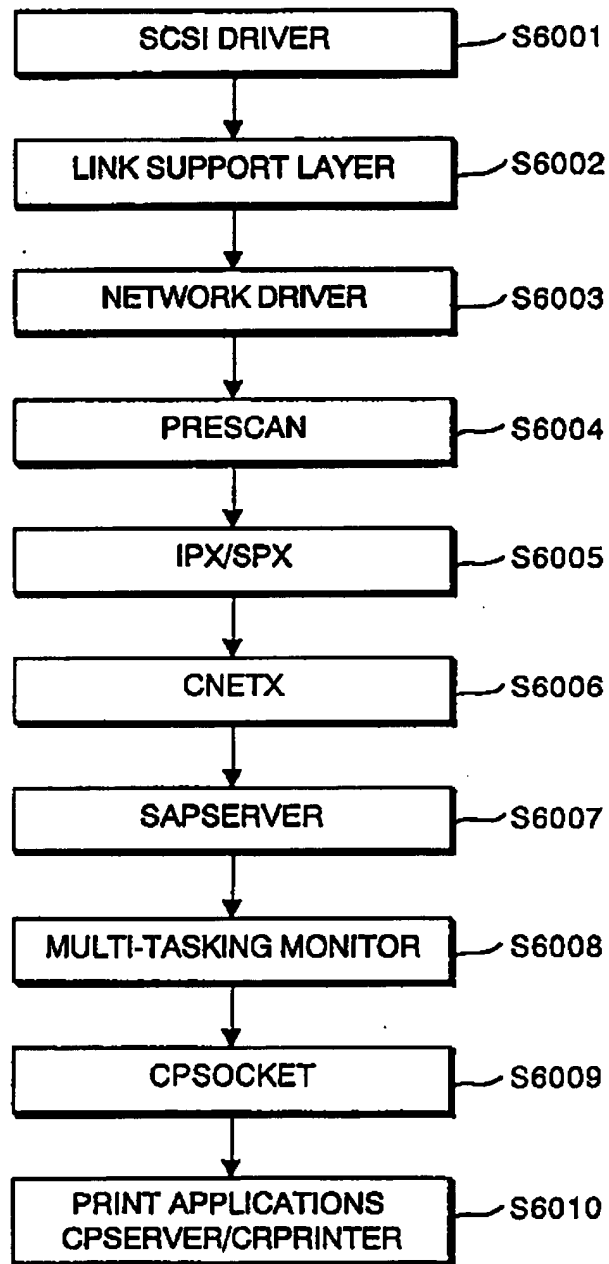 SCSI DRIVER S6001
LINK SUPPORT LAYER S6002
NETWORK DRIVER S6003
PRESCAN S6004
IPX/SPX S6005
CNETX S6006
SAPSERVER S6007
MULTI-TASKING MONITOR S6008
CPSOCKET S6009
PRINT APPLICATIONS S6010
CPSERVER/CRPRINTER